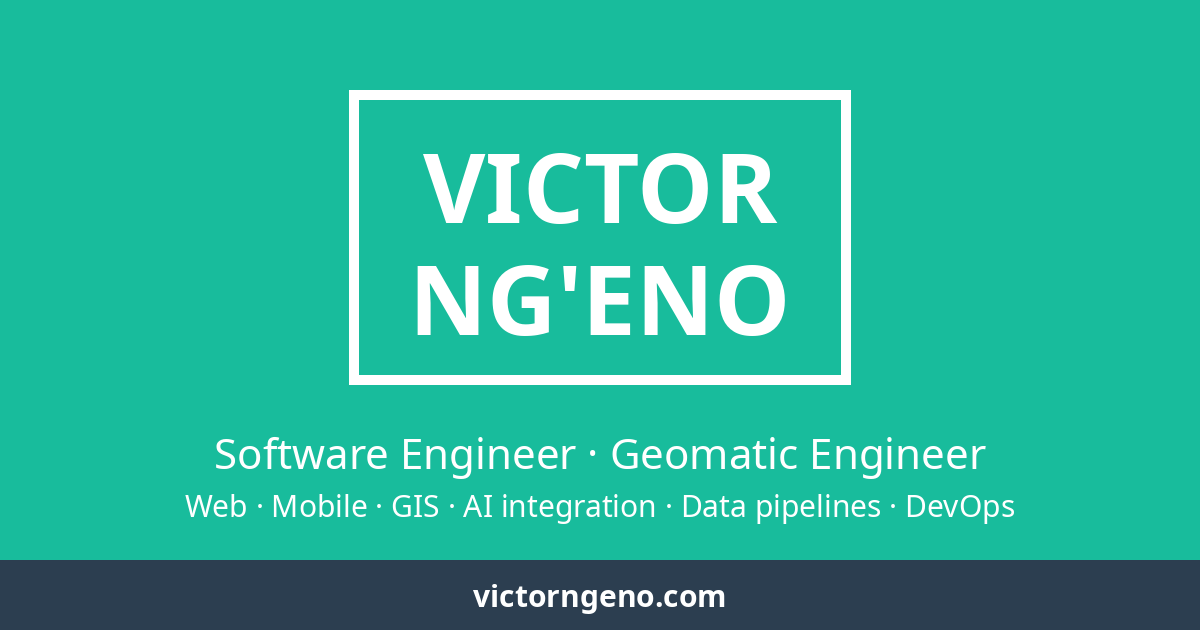 VICTOR
NG'ENO
Software Engineer · Geomatic Engineer
Web · Mobile · GIS · AI integration · Data pipelines · DevOps
victorngeno.com